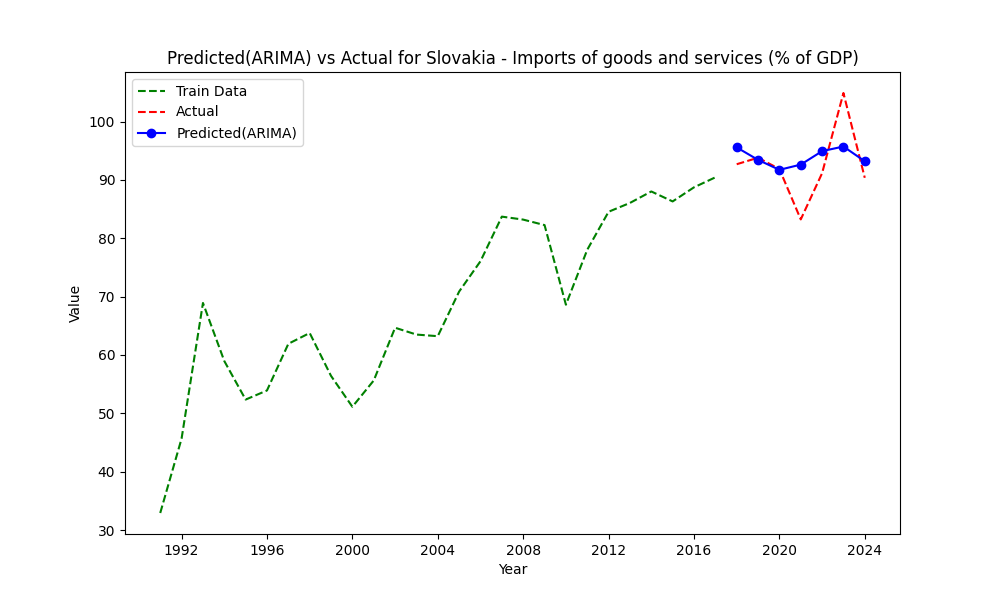 Predicted(ARIMA) vs Actual for Slovakia - Imports of goods and services (% of GDP)
Train Data
Actual
Predicted(ARIMA)
100
90
80
70
60
50
40
30
Value
1992 1996 2000 2004 2008 2012 2016 2020 2024
Year